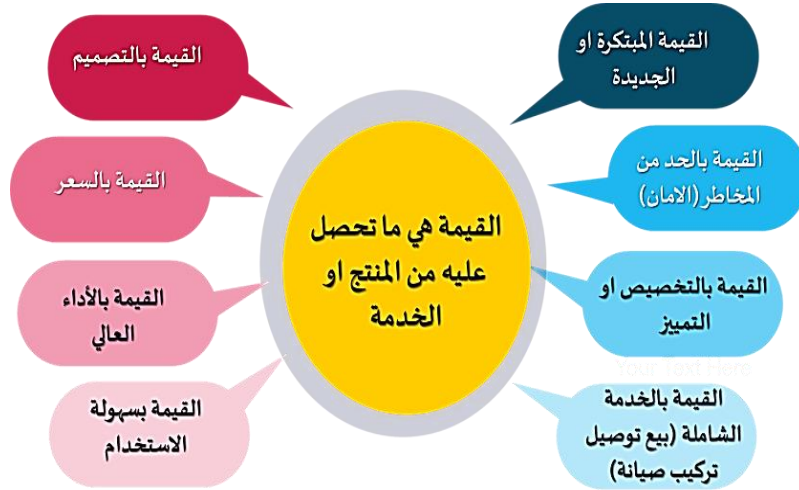 القيمة المبتكرة او
الجديدة
القيمة بالحد من
المخاطر(الامان)
القيمة بالتخصيص او
التمييز
Your Text Here
القيمة بالخدمة
الشاملة (بيع توصيل
تركيب صيانة)
القيمة هي ما تحصل
عليه من المنتج او
الخدمة
القيمة بالتصميم
القيمة بالسعر
القيمة بالأداء
العالي
القيمة بسهولة
الاستخدام